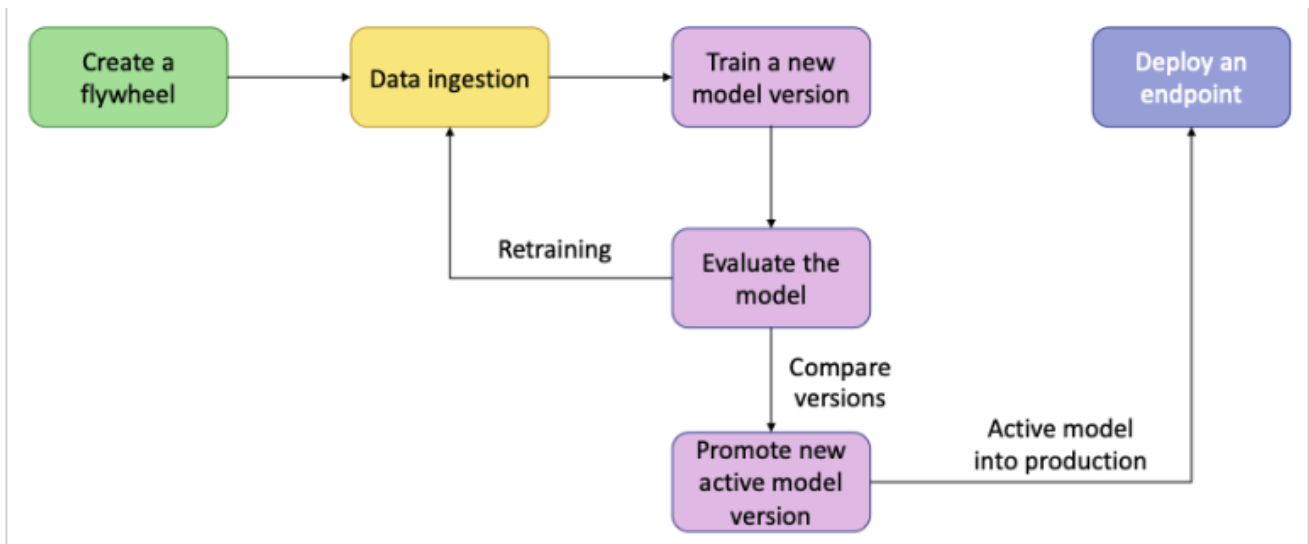 Create a
flywheel
Data ingestion
Train a new
model version
Deploy an
endpoint
Retraining
Evaluate the
model
Compare
versions
Promote new
active model
version
Active model
into production